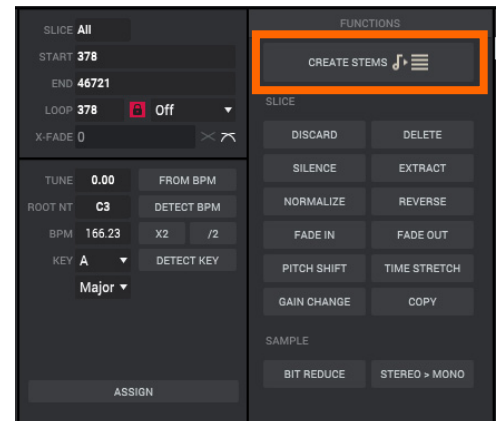 SLICE All
START 378
END 46721
LOOP 378 Off
X-FADE 0
TUNE 0.00 FROM BPM
ROOT NT C3 DETECT BPM
BPM 166.23 X2 /2
KEY A DETECT KEY
Major
ASSIGN
FUNCTIONS
CREATE STEMS
SLICE
DISCARD DELETE
SILENCE EXTRACT
NORMALIZE REVERSE
FADE IN FADE OUT
PITCH SHIFT TIME STRETCH
GAIN CHANGE COPY
SAMPLE
BIT REDUCE STEREO > MONO